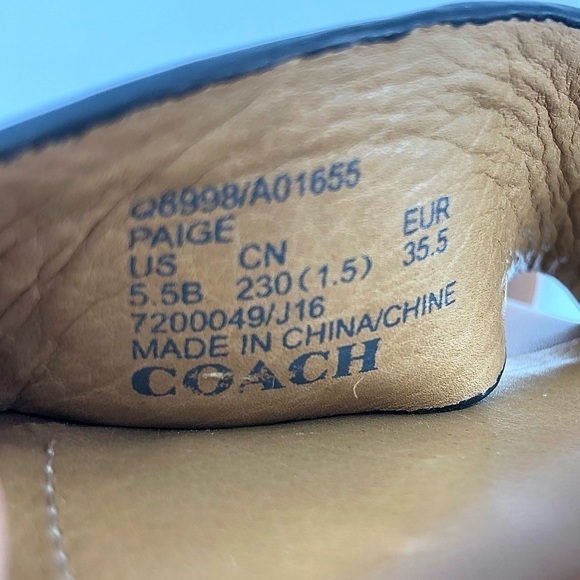 Q8998/A01655
PAIGE
US CN EUR
5.5B 230(1.5) 35.5
7200049/J16
MADE IN CHINA/CHINE
COACH